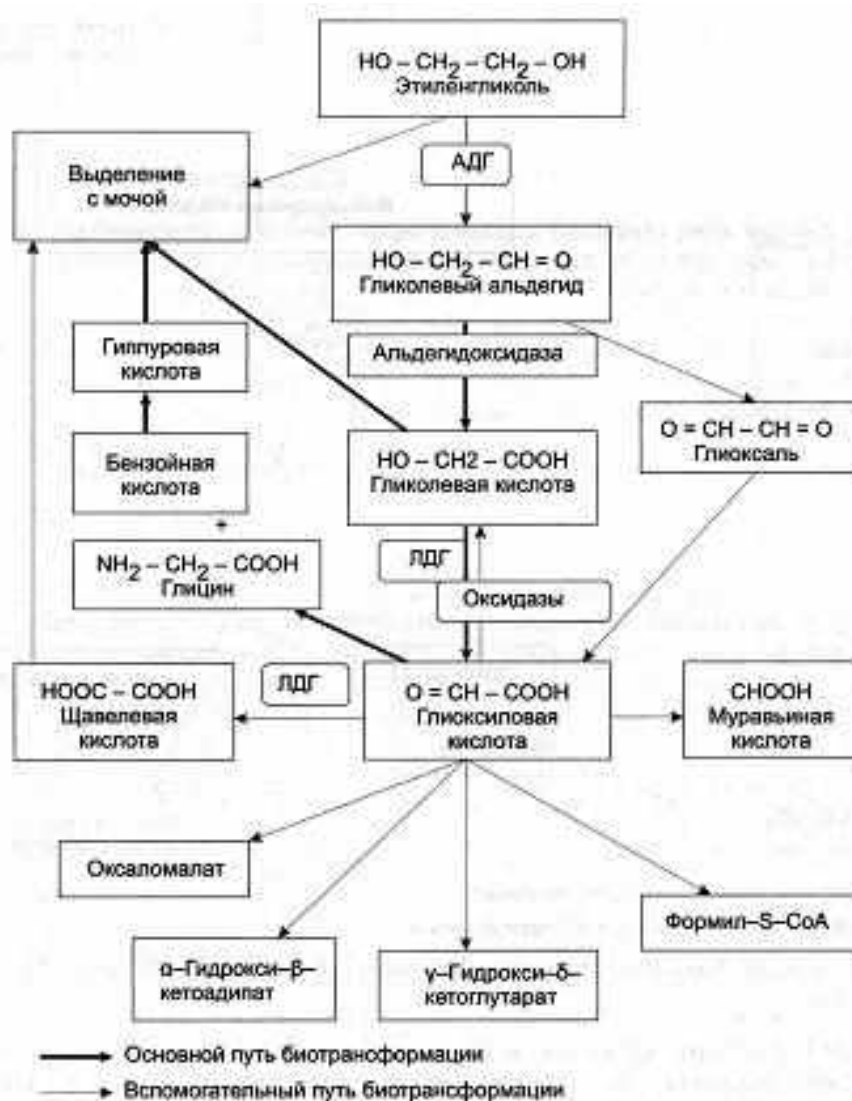 HO – CH2 – CH2 – OH
Этиленгликоль
Выделение
с мочой
АДГ
HO – CH2 – CH = O
Гликолевый альдегид
Гиппуровая
кислота
Альдегидоксидаза
O = CH – CH = O
Глиоксаль
Бензойная
кислота
HO – CH2 – COOH
Гликолевая кислота
+
NH2 – CH2 – COOH
Глицин
ЛДГ
Оксидазы
HOOC – COOH
Щавелевая
кислота
ЛДГ
O = CH – COOH
Глиоксиловая
кислота
CHOOH
Муравьиная
кислота
Оксаломалат
Формил–S–CoA
α–Гидрокси–β–
кетоадипат
γ–Гидрокси–δ–
кетоглутарат
Основной путь биотрансформации
Вспомогательный путь биотрансформации